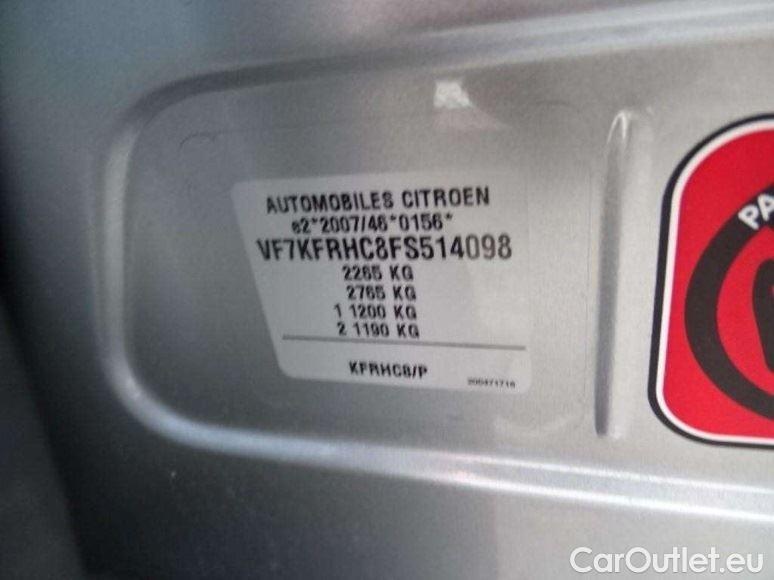 AUTOMOBILES CITROEN
e2*2007/46*0156*
VF7KFRHC8FS514098
2265 KG
2765 KG
1 1200 KG
2 1190 KG
KFRHC8/P
PA
CarOutlet.eu